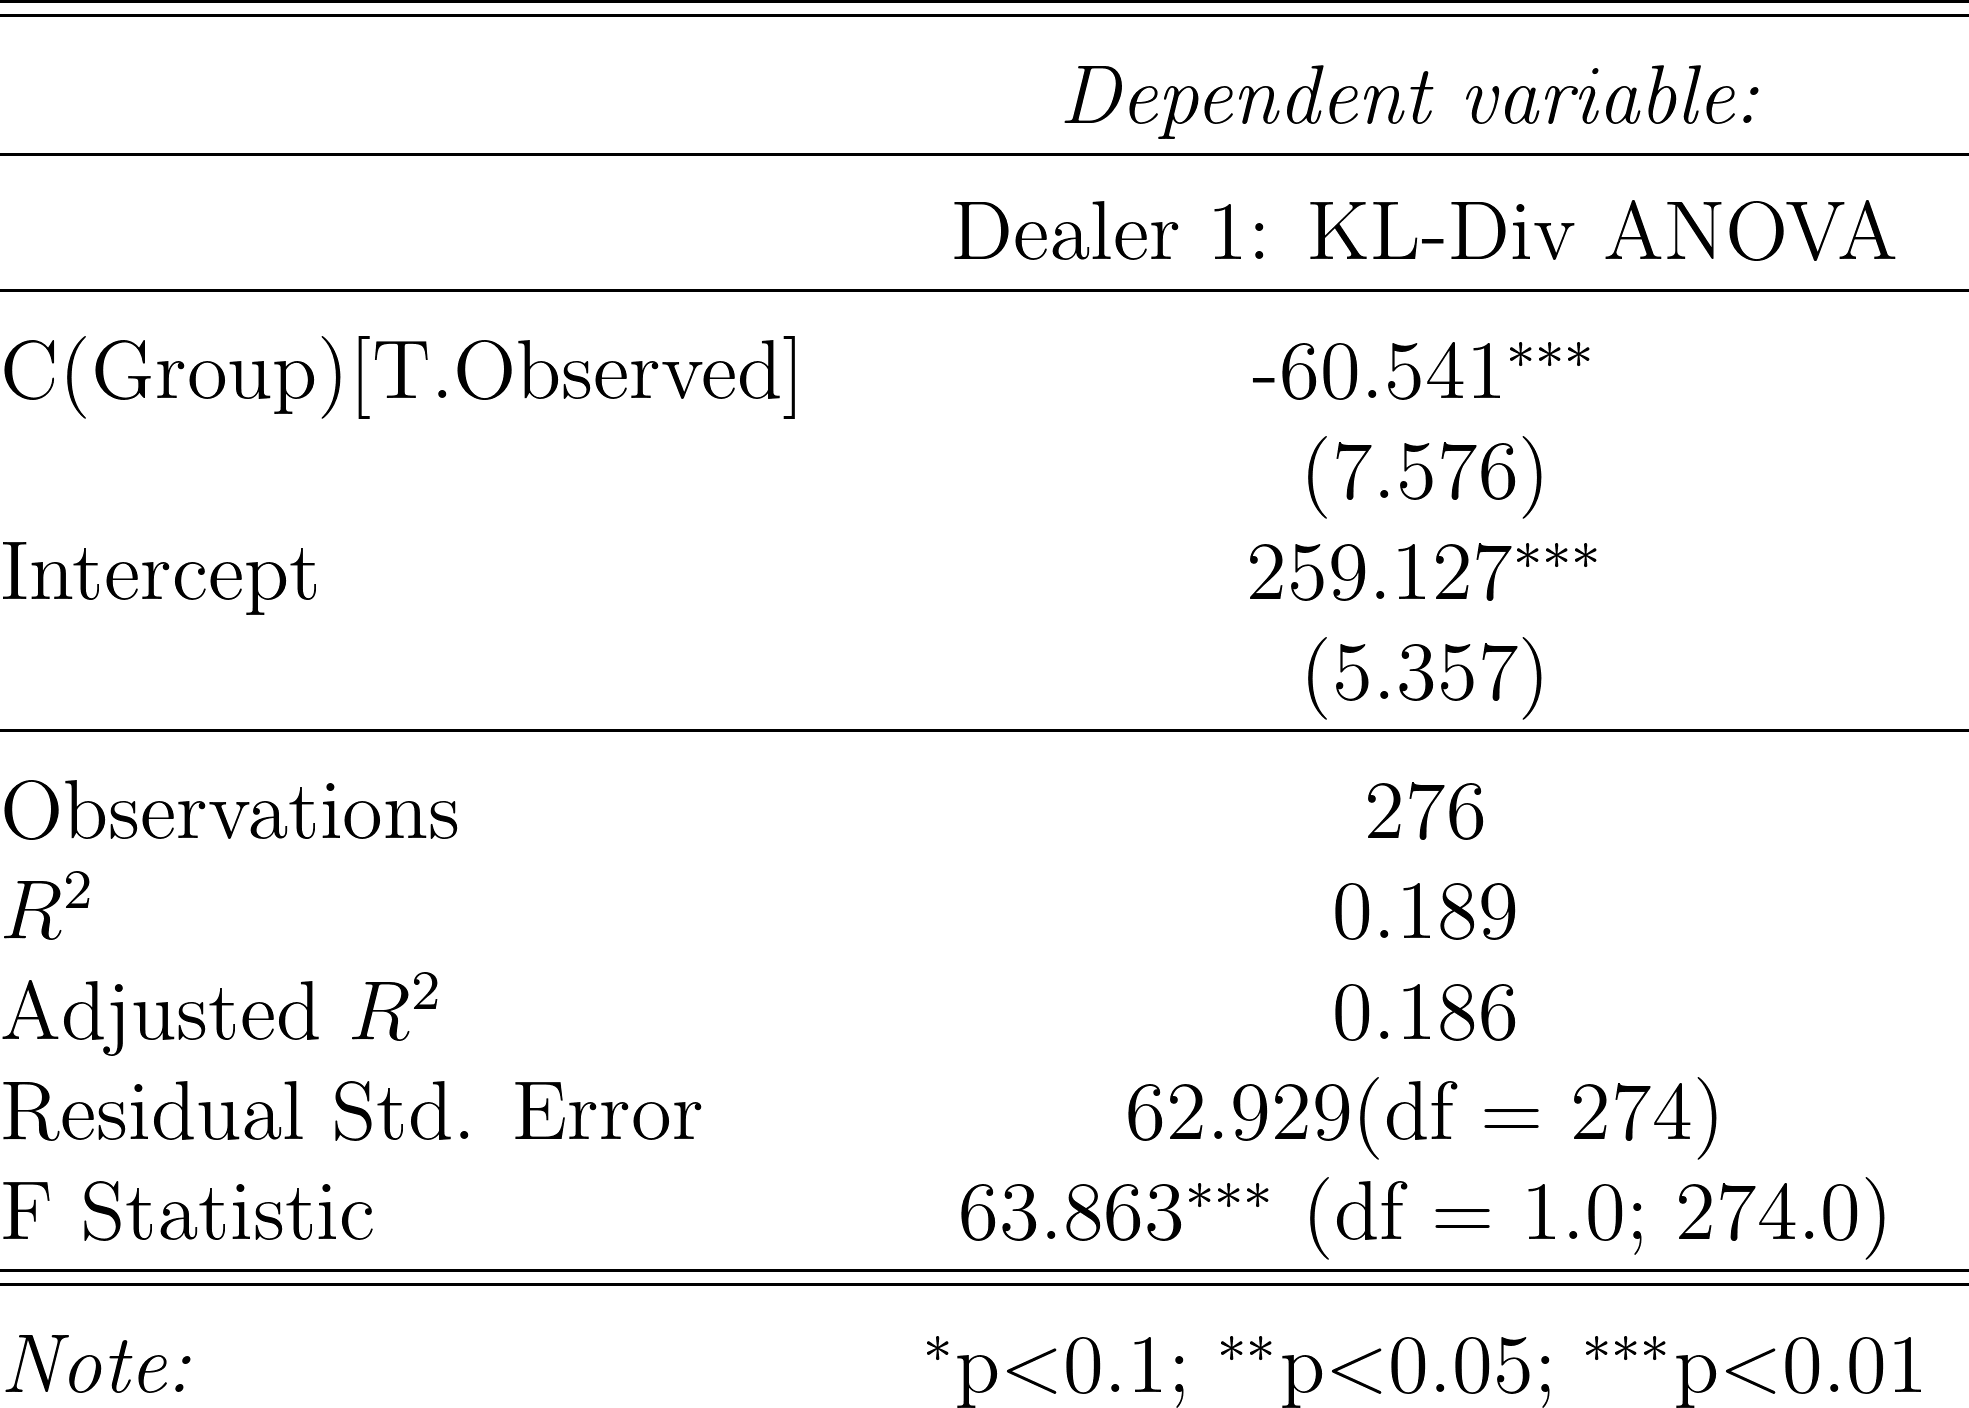 Dependent variable:
Dealer 1: KL-Div ANOVA
C(Group)[T.Observed] -60.541***
(7.576)
Intercept 259.127***
(5.357)
Observations 276
R² 0.189
Adjusted R² 0.186
Residual Std. Error 62.929(df = 274)
F Statistic 63.863*** (df = 1.0; 274.0)
Note: *p<0.1; **p<0.05; ***p<0.01